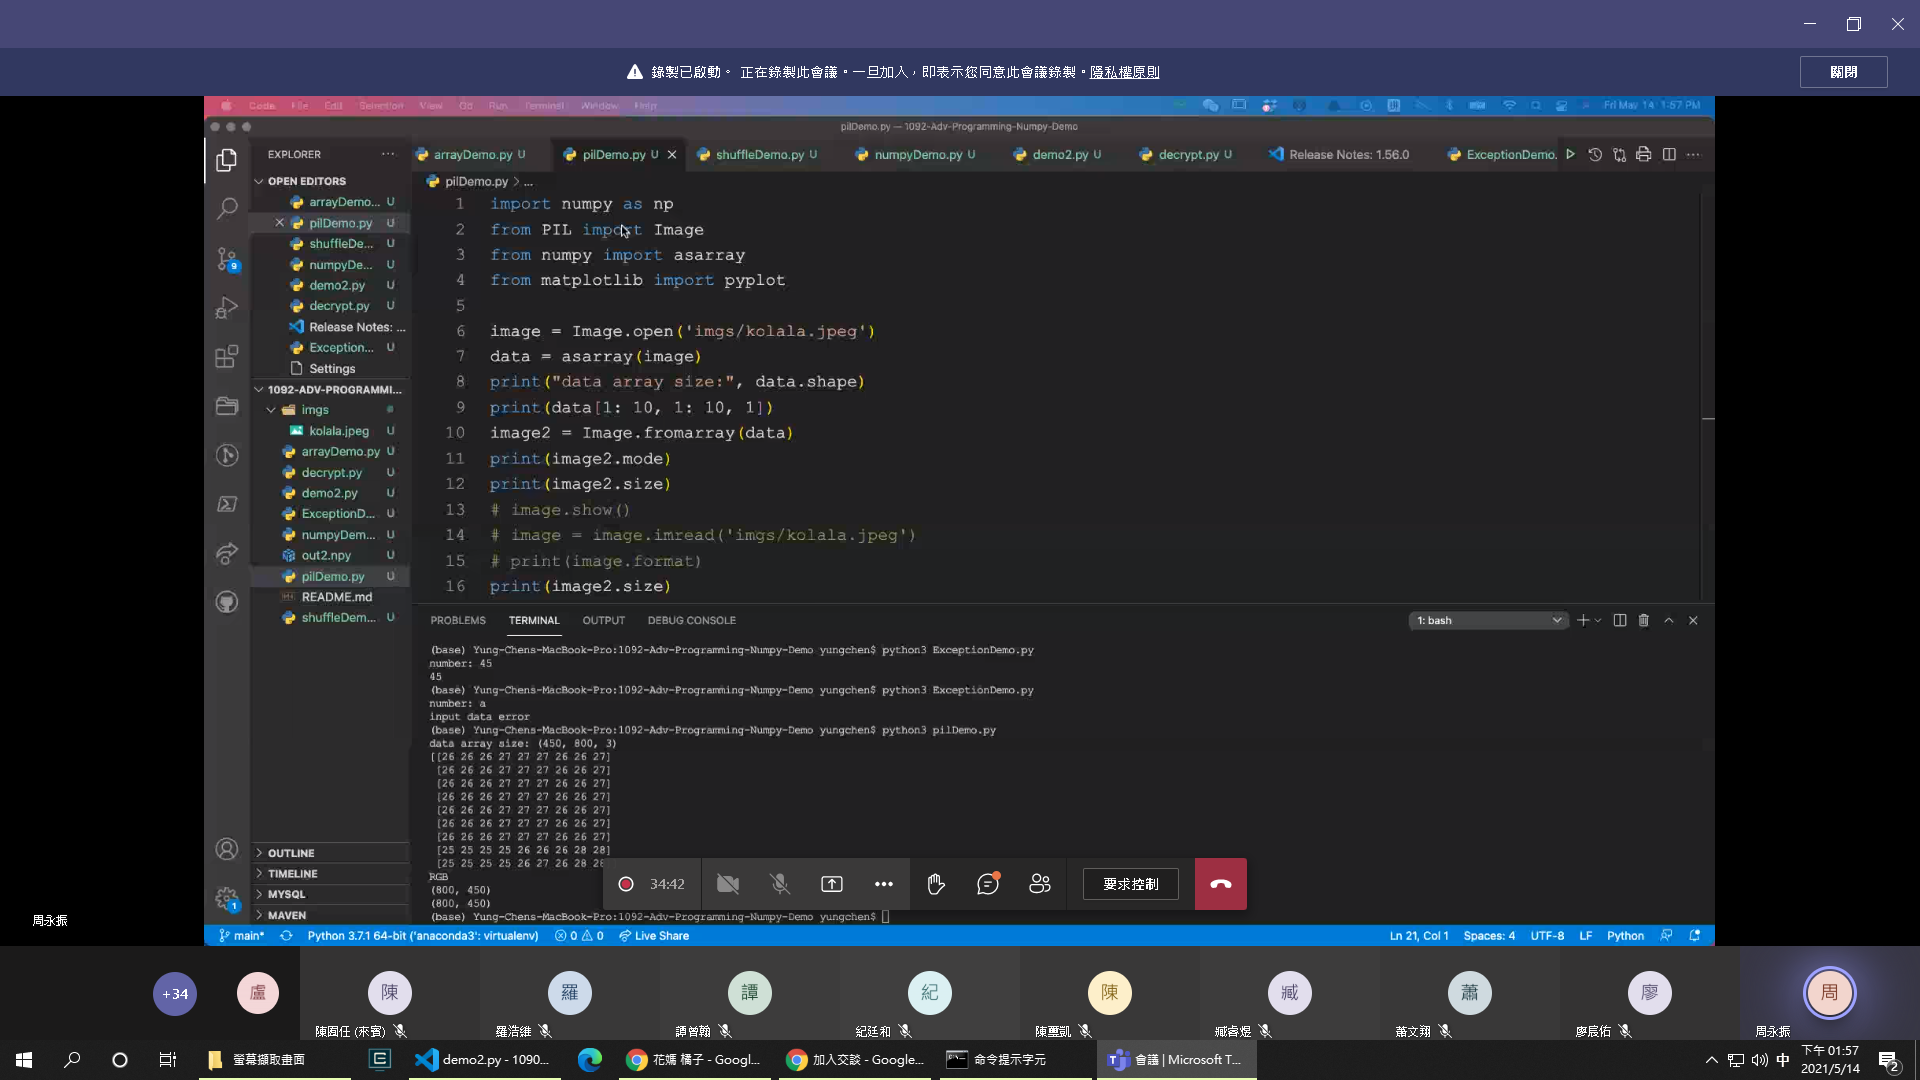 錄製已啟動。 正在錄製此會議。一旦加入，即表示您同意此會議錄製。隱私權原則
關閉
Code File Edit Selection View Go Run Terminal Window Help
Fri May 14 1:57 PM
pilDemo.py — 1092-Adv-Programming-Numpy-Demo
EXPLORER
arrayDemo.py U
pilDemo.py U
shuffleDemo.py U
numpyDemo.py U
demo2.py U
decrypt.py U
Release Notes: 1.56.0
ExceptionDemo.
OPEN EDITORS
arrayDemo... U
pilDemo.py U
shuffleDe... U
numpyDe... U
demo2.py U
decrypt.py U
Release Notes: ...
Exception... U
Settings
1092-ADV-PROGRAMMI...
imgs
kolala.jpeg U
arrayDemo.py U
decrypt.py U
demo2.py U
ExceptionD... U
numpyDem... U
out2.npy U
pilDemo.py U
README.md
shuffleDem... U
OUTLINE
TIMELINE
MYSQL
MAVEN
9
1
pilDemo.py > ...
1 import numpy as np
2 from PIL import Image
3 from numpy import asarray
4 from matplotlib import pyplot
5
6 image = Image.open('imgs/kolala.jpeg')
7 data = asarray(image)
8 print("data array size:", data.shape)
9 print(data[1: 10, 1: 10, 1])
10 image2 = Image.fromarray(data)
11 print(image2.mode)
12 print(image2.size)
13 # image.show()
14 # image = image.imread('imgs/kolala.jpeg')
15 # print(image.format)
16 print(image2.size)
PROBLEMS TERMINAL OUTPUT DEBUG CONSOLE
1: bash
(base) Yung-Chens-MacBook-Pro:1092-Adv-Programming-Numpy-Demo yungchen$ python3 ExceptionDemo.py
number: 45
45
(base) Yung-Chens-MacBook-Pro:1092-Adv-Programming-Numpy-Demo yungchen$ python3 ExceptionDemo.py
number: a
input data error
(base) Yung-Chens-MacBook-Pro:1092-Adv-Programming-Numpy-Demo yungchen$ python3 pilDemo.py
data array size: (450, 800, 3)
[[26 26 26 27 27 27 26 26 27]
[26 26 26 27 27 27 26 26 27]
[26 26 26 27 27 27 26 26 27]
[26 26 26 27 27 27 26 26 27]
[26 26 26 27 27 27 26 26 27]
[26 26 26 27 27 27 26 26 27]
[26 26 26 27 27 27 26 26 27]
[25 25 25 25 26 26 26 28 28]
[25 25 25 25 26 27 26 28 28
RGB
(800, 450)
(800, 450)
(base) Yung-Chens-MacBook-Pro:1092-Adv-Programming-Numpy-Demo yungchen$
34:42
要求控制
周永振
main* Python 3.7.1 64-bit ('anaconda3': virtualenv) 0 0 Live Share
Ln 21, Col 1 Spaces: 4 UTF-8 LF Python
+34
盧
陳
羅
譚
紀
陳
臧
蕭
廖
周
羅浩維
譚曾翰
紀廷和
臧睿煜
蕭文翔
廖宸佑
周永振
螢幕擷取畫面
demo2.py - 1090...
花媽 橘子 - Googl...
加入交談 - Google...
命令提示字元
會議 | Microsoft T...
中
下午 01:57
2021/5/14
2